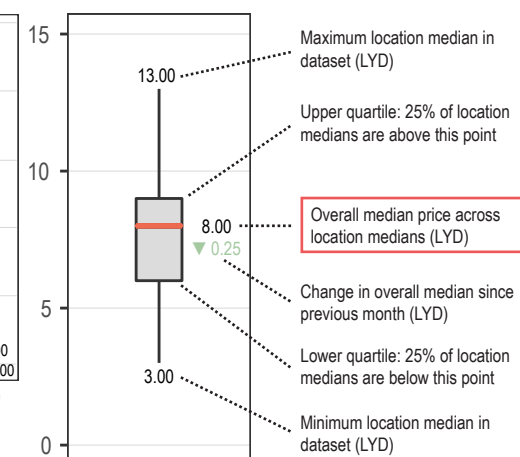 15
10
5
0
13.00
8.00
▼ 0.25
3.00
0
00
Maximum location median in
dataset (LYD)
Upper quartile: 25% of location
medians are above this point
Overall median price across
location medians (LYD)
Change in overall median since
previous month (LYD)
Lower quartile: 25% of location
medians are below this point
Minimum location median in
dataset (LYD)